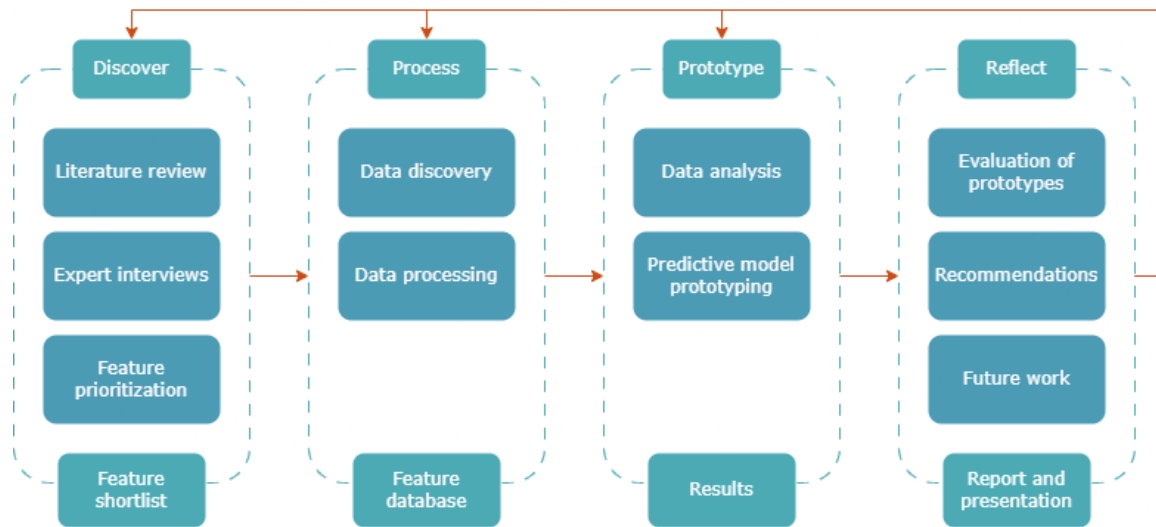 Discover
Literature review
Expert interviews
Feature
prioritization
Feature
shortlist
Process
Data discovery
Data processing
Feature
database
Prototype
Data analysis
Predictive model
prototyping
Results
Reflect
Evaluation of
prototypes
Recommendations
Future work
Report and
presentation